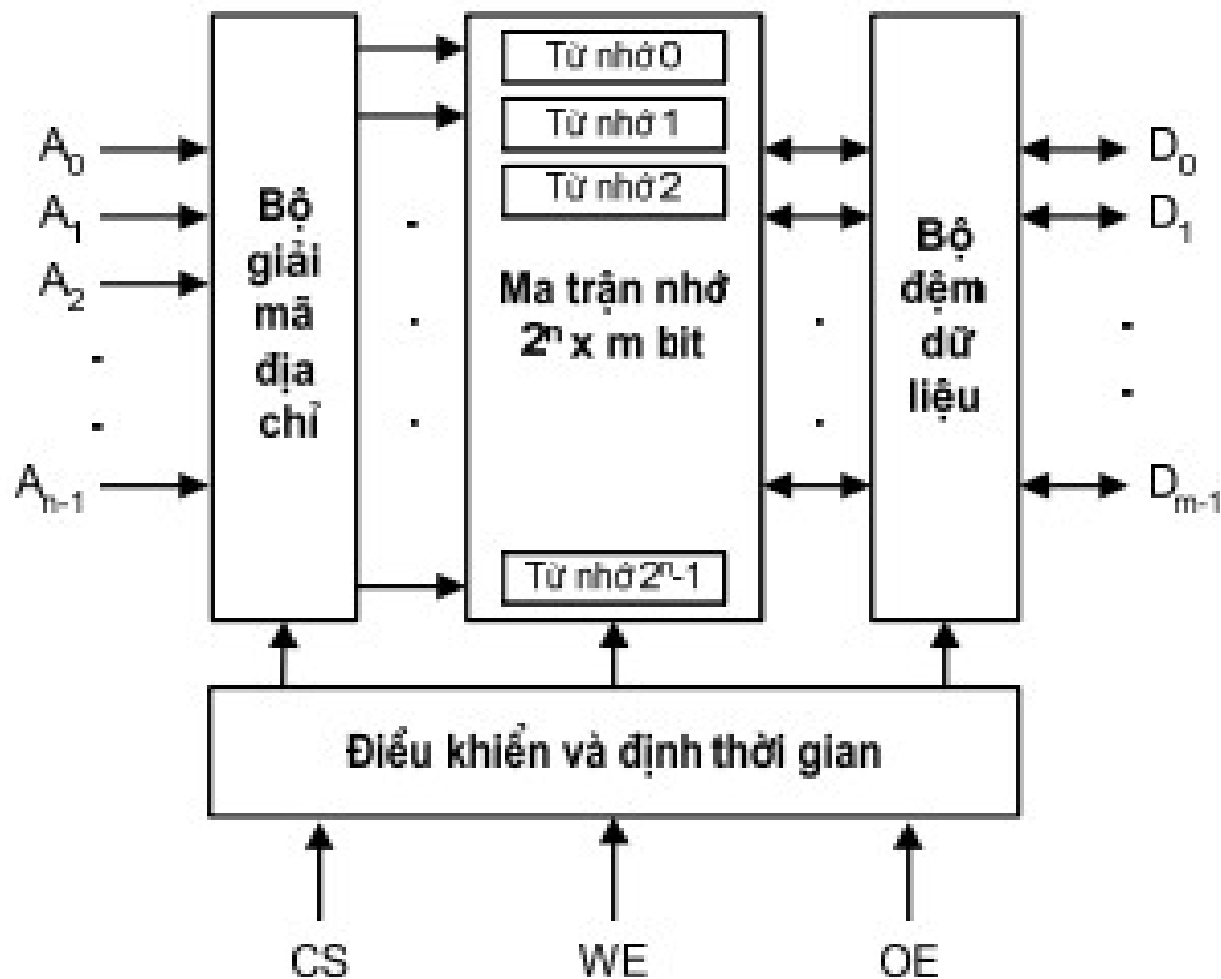 A₀
A₁
A₂
Aₙ₋₁
Bộ
giải
mã
địa
chỉ
Từ nhớ 0
Từ nhớ 1
Từ nhớ 2
Ma trận nhớ
2ⁿ x m bit
Từ nhớ 2ⁿ-1
Bộ
đệm
dữ
liệu
D₀
D₁
Dₘ₋₁
Điều khiển và định thời gian
CS
WE
OE